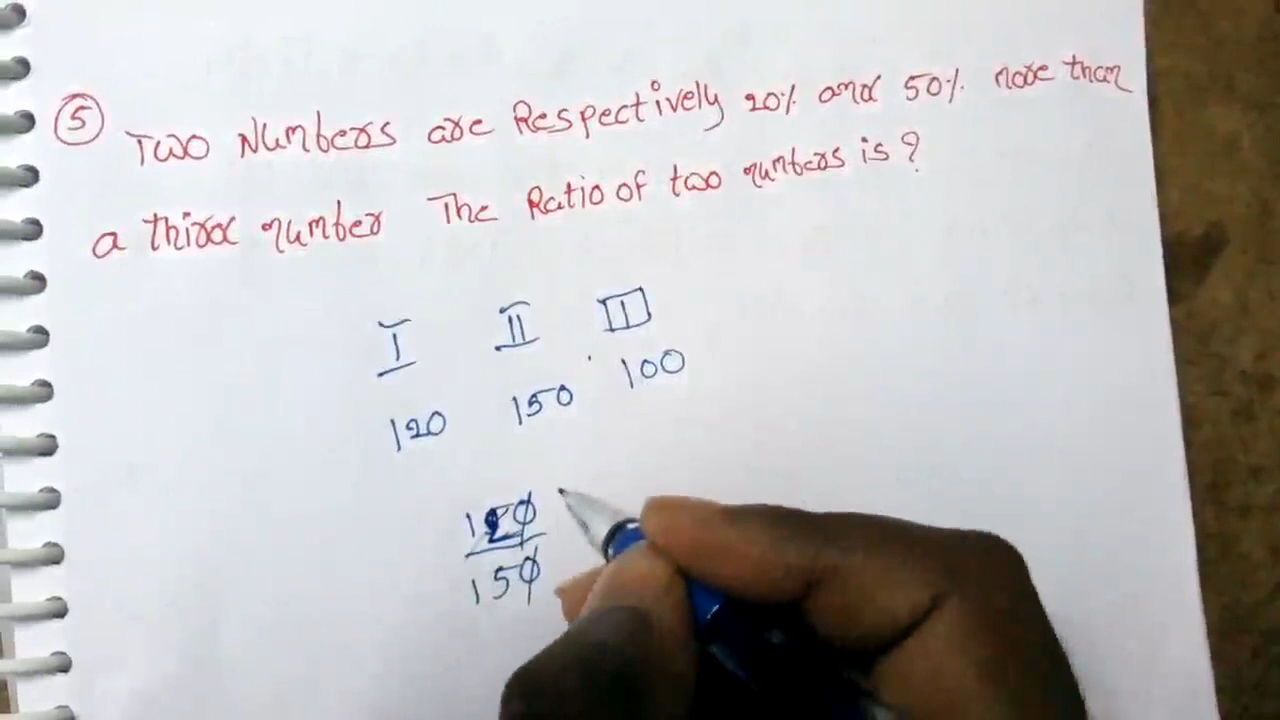 ⑤ Two Numbers are Respectively 20% and 50% more than
a third number The Ratio of two numbers is?
I II III
120 150 100
120
150